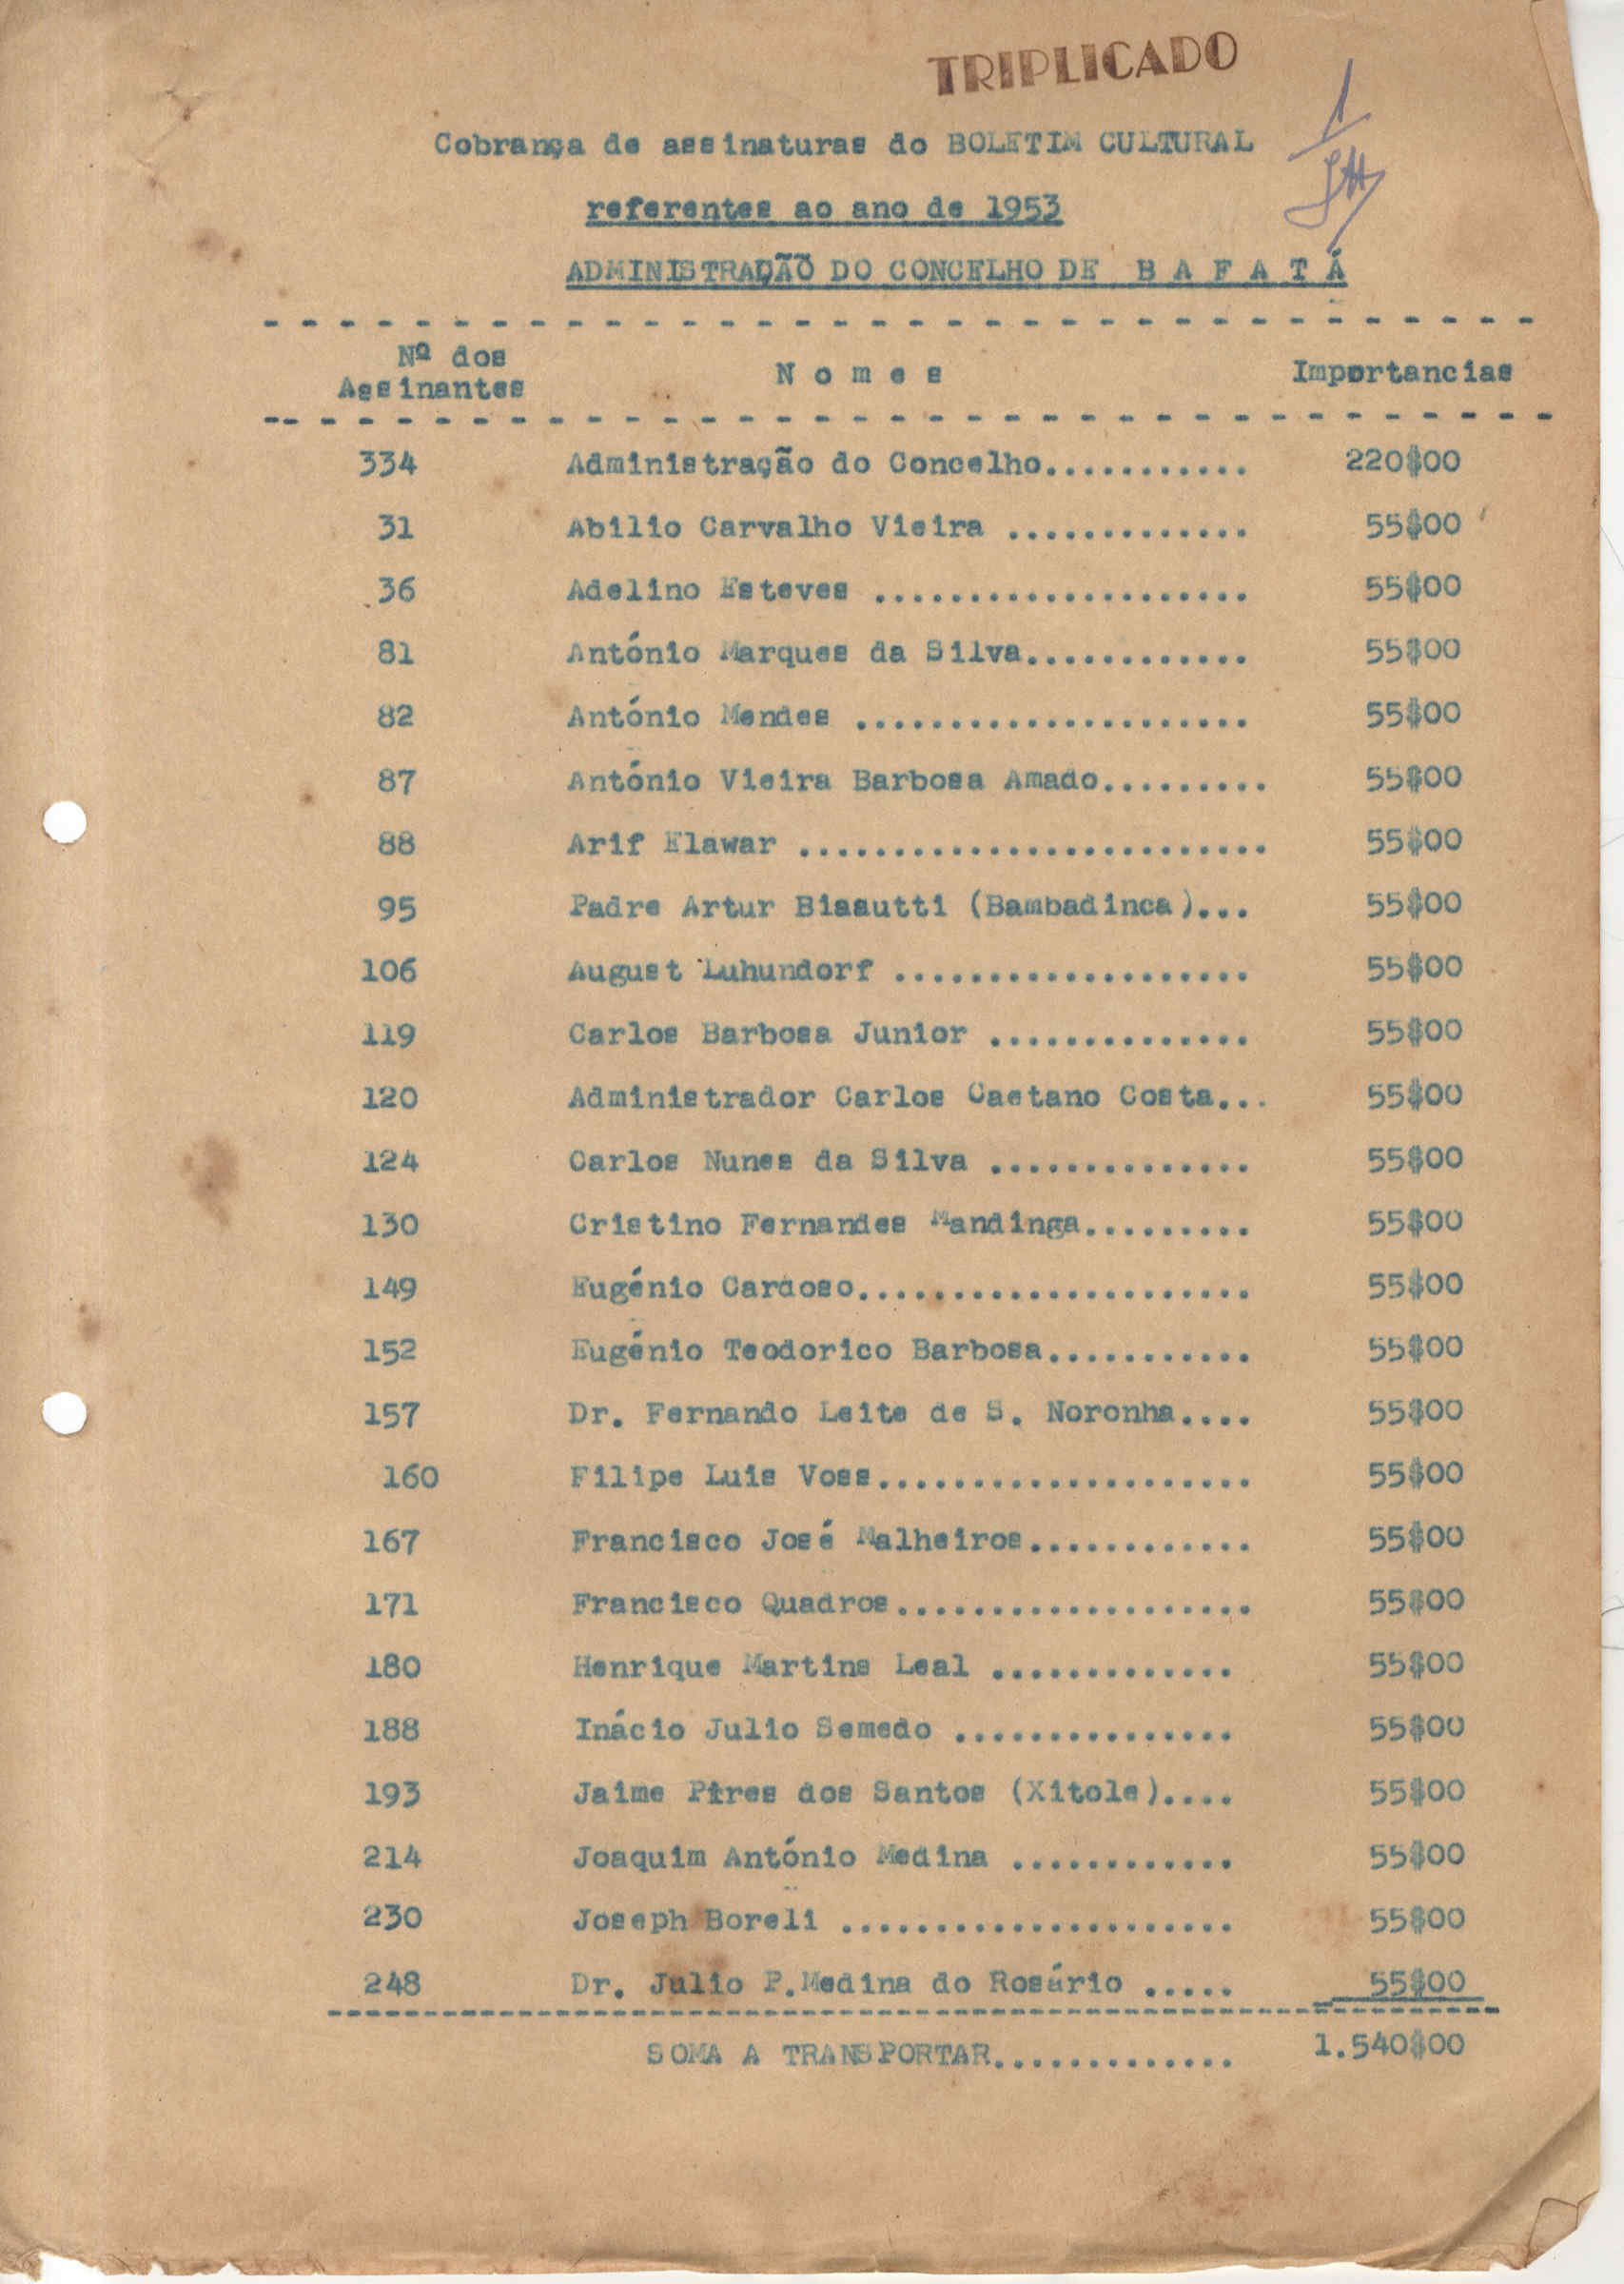 TRIPLICADO
Cobrança de assinaturas do BOLETIM CULTURAL
referentes ao ano de 1953
ADMINISTRAÇÃO DO CONCELHO DE B A F A T Á
Nº dos
Assinantes N o m e s Importancias
334 Administração do Concelho........... 220$00
31 Abilio Carvalho Vieira ............. 55$00
36 Adelino Esteves .................... 55$00
81 António Marques da Silva............ 55$00
82 António Mendes ..................... 55$00
87 António Vieira Barbosa Amado......... 55$00
88 Arif Elawar ......................... 55$00
95 Padre Artur Biasutti (Bambadinca)... 55$00
106 August Luhundorf ................... 55$00
119 Carlos Barbosa Junior .............. 55$00
120 Administrador Carlos Caetano Costa... 55$00
124 Carlos Nunes da Silva .............. 55$00
130 Cristino Fernandes Mandinga......... 55$00
149 Eugénio Cardoso..................... 55$00
152 Eugénio Teodorico Barbosa........... 55$00
157 Dr. Fernando Leite de S. Noronha.... 55$00
160 Filipe Luis Voss.................... 55$00
167 Francisco José Malheiros............ 55$00
171 Francisco Quadros................... 55$00
180 Henrique Martins Leal ............. 55$00
188 Inácio Julio Semedo ............... 55$00
193 Jaime Pires dos Santos (Xitole).... 55$00
214 Joaquim António Medina ............ 55$00
230 Joseph Boreli ..................... 55$00
248 Dr. Julio P.Medina do Rosário ..... 55$00
SOMA A TRANSPORTAR............. 1.540$00